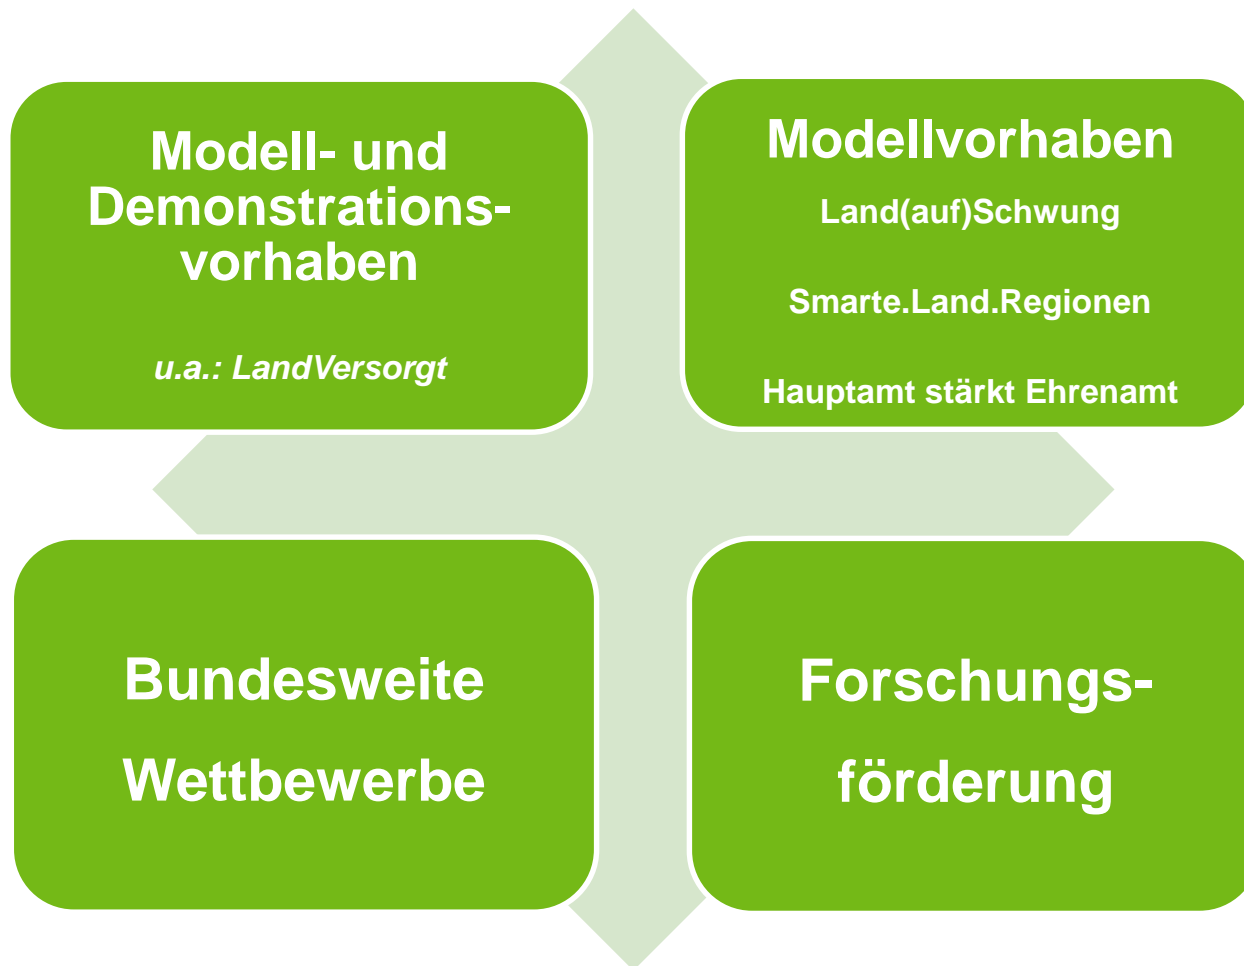 Modell- und
Demonstrations-
vorhaben
u.a.: LandVersorgt
Modellvorhaben
Land(auf)Schwung
Smarte.Land.Regionen
Hauptamt stärkt Ehrenamt
Bundesweite
Wettbewerbe
Forschungs-
förderung